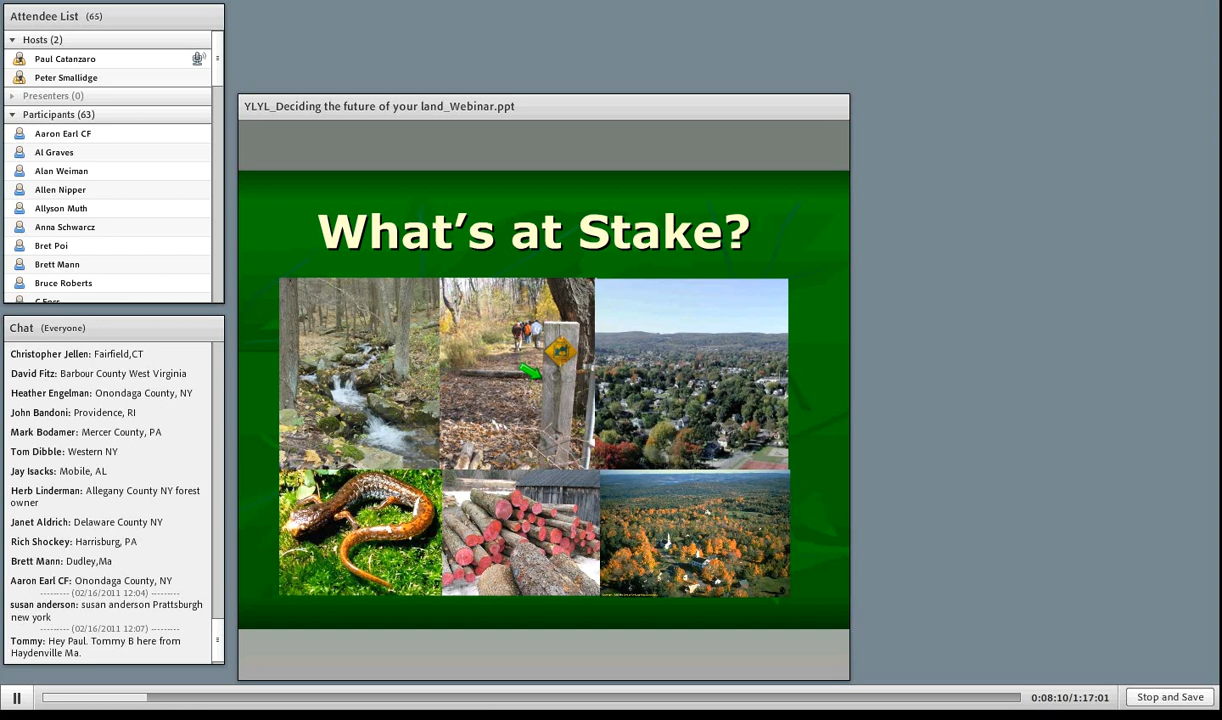 Attendee List (65)
Hosts (2)
Paul Catanzaro
Peter Smallidge
Presenters (0)
Participants (63)
Aaron Earl CF
Al Graves
Alan Weiman
Allen Nipper
Allyson Muth
Anna Schwarcz
Bret Poi
Brett Mann
Bruce Roberts
C Foss
Chat (Everyone)
Christopher Jellen: Fairfield,CT
David Fitz: Barbour County West Virginia
Heather Engelman: Onondaga County, NY
John Bandoni: Providence, RI
Mark Bodamer: Mercer County, PA
Tom Dibble: Western NY
Jay Isacks: Mobile, AL
Herb Linderman: Allegany County NY forest
owner
Janet Aldrich: Delaware County NY
Rich Shockey: Harrisburg, PA
Brett Mann: Dudley,Ma
Aaron Earl CF: Onondaga County, NY
--------- (02/16/2011 12:04) ---------
susan anderson: susan anderson Prattsburgh
new york
--------- (02/16/2011 12:07) ---------
Tommy: Hey Paul. Tommy B here from
Haydenville Ma.
YLYL_Deciding the future of your land_Webinar.ppt
What's at Stake?
0:08:10/1:17:01
Stop and Save